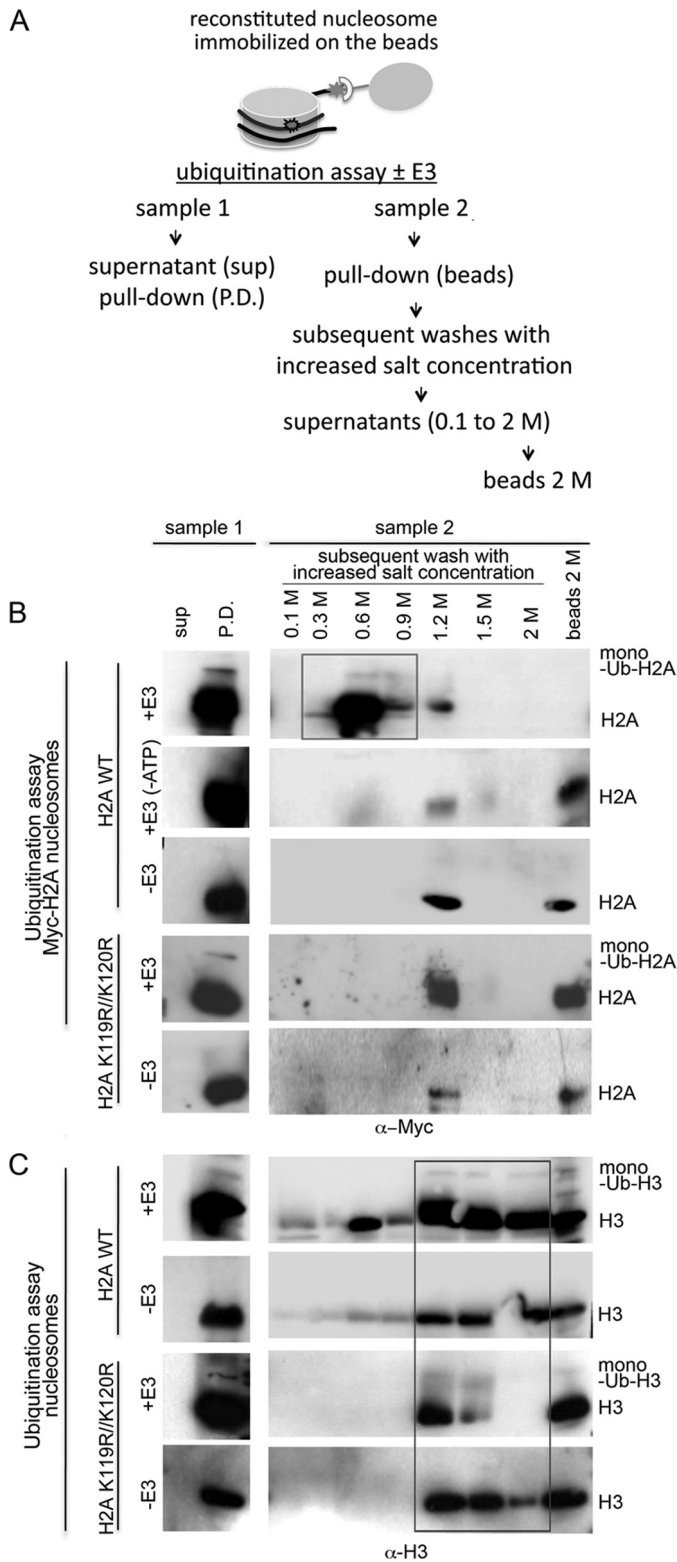 A
reconstituted nucleosome
immobilized on the beads
ubiquitination assay ± E3
sample 1
sample 2
supernatant (sup)
pull-down (P.D.)
pull-down (beads)
subsequent washes with
increased salt concentration
supernatants (0.1 to 2 M)
beads 2 M
sample 1
sample 2
subsequent wash with
increased salt concentration
sup
P.D.
0.1 M
0.3 M
0.6 M
0.9 M
1.2 M
1.5 M
2 M
beads 2 M
B
Ubiquitination assay
Myc-H2A nucleosomes
H2A WT
+E3
mono
-Ub-H2A
H2A
+E3 (-ATP)
H2A
-E3
H2A
H2A K119R//K120R
+E3
mono
-Ub-H2A
H2A
-E3
H2A
α–Myc
C
Ubiquitination assay
nucleosomes
H2A WT
+E3
mono
-Ub-H3
H3
-E3
H3
H2A K119R//K120R
+E3
mono
-Ub-H3
H3
-E3
H3
α-H3